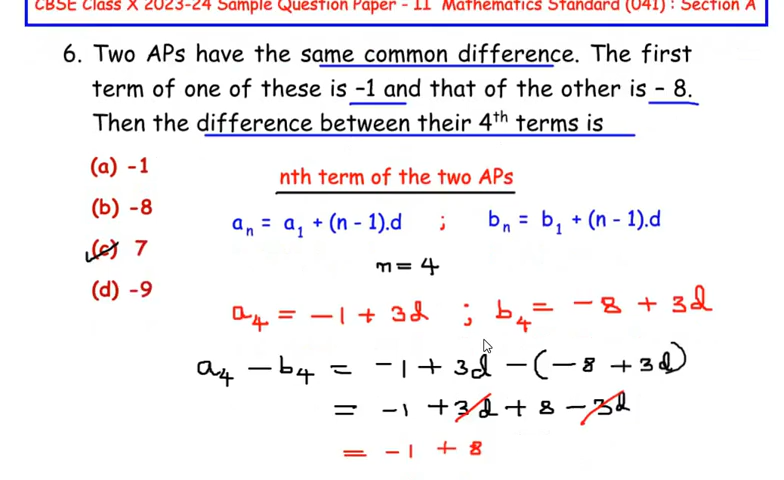 CBSE Class X 2023-24 Sample Question Paper - II Mathematics Standard (041) : Section A
6. Two APs have the same common difference. The first
term of one of these is -1 and that of the other is - 8.
Then the difference between their 4th terms is
(a) -1
(b) -8
(c) 7
(d) -9
nth term of the two APs
aₙ = a₁ + (n - 1).d ; bₙ = b₁ + (n - 1).d
n = 4
a₄ = -1 + 3d ; b₄ = -8 + 3d
a₄ - b₄ = -1 + 3d - (-8 + 3d)
= -1 + 3d + 8 - 3d
= -1 + 8